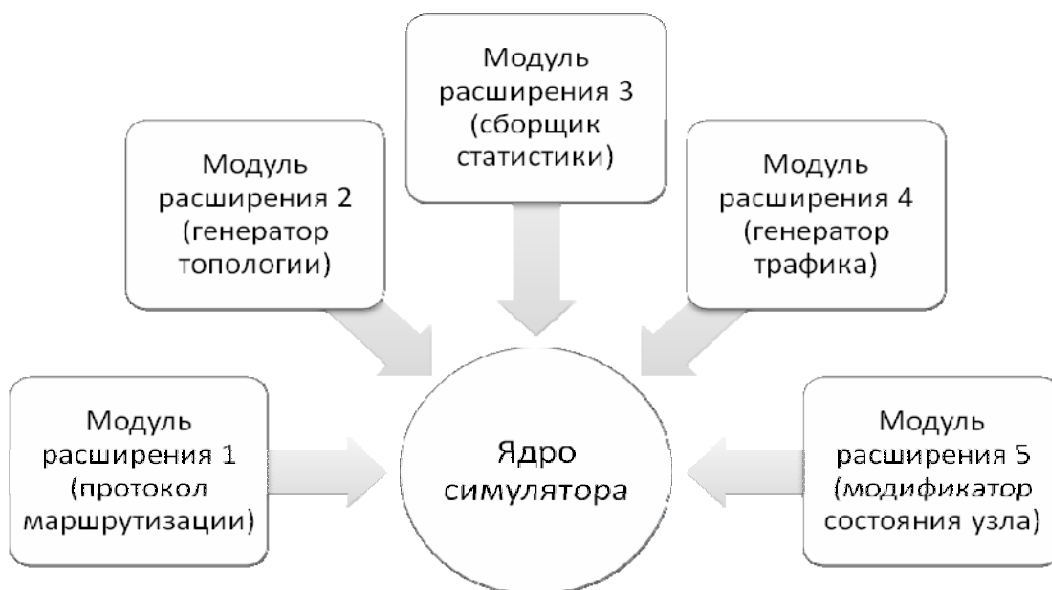 Модуль
расширения 3
(сборщик
статистики)
Модуль
расширения 2
(генератор
топологии)
Модуль
расширения 4
(генератор
трафика)
Модуль
расширения 1
(протокол
маршрутизации)
Ядро
симулятора
Модуль
расширения 5
(модификатор
состояния узла)